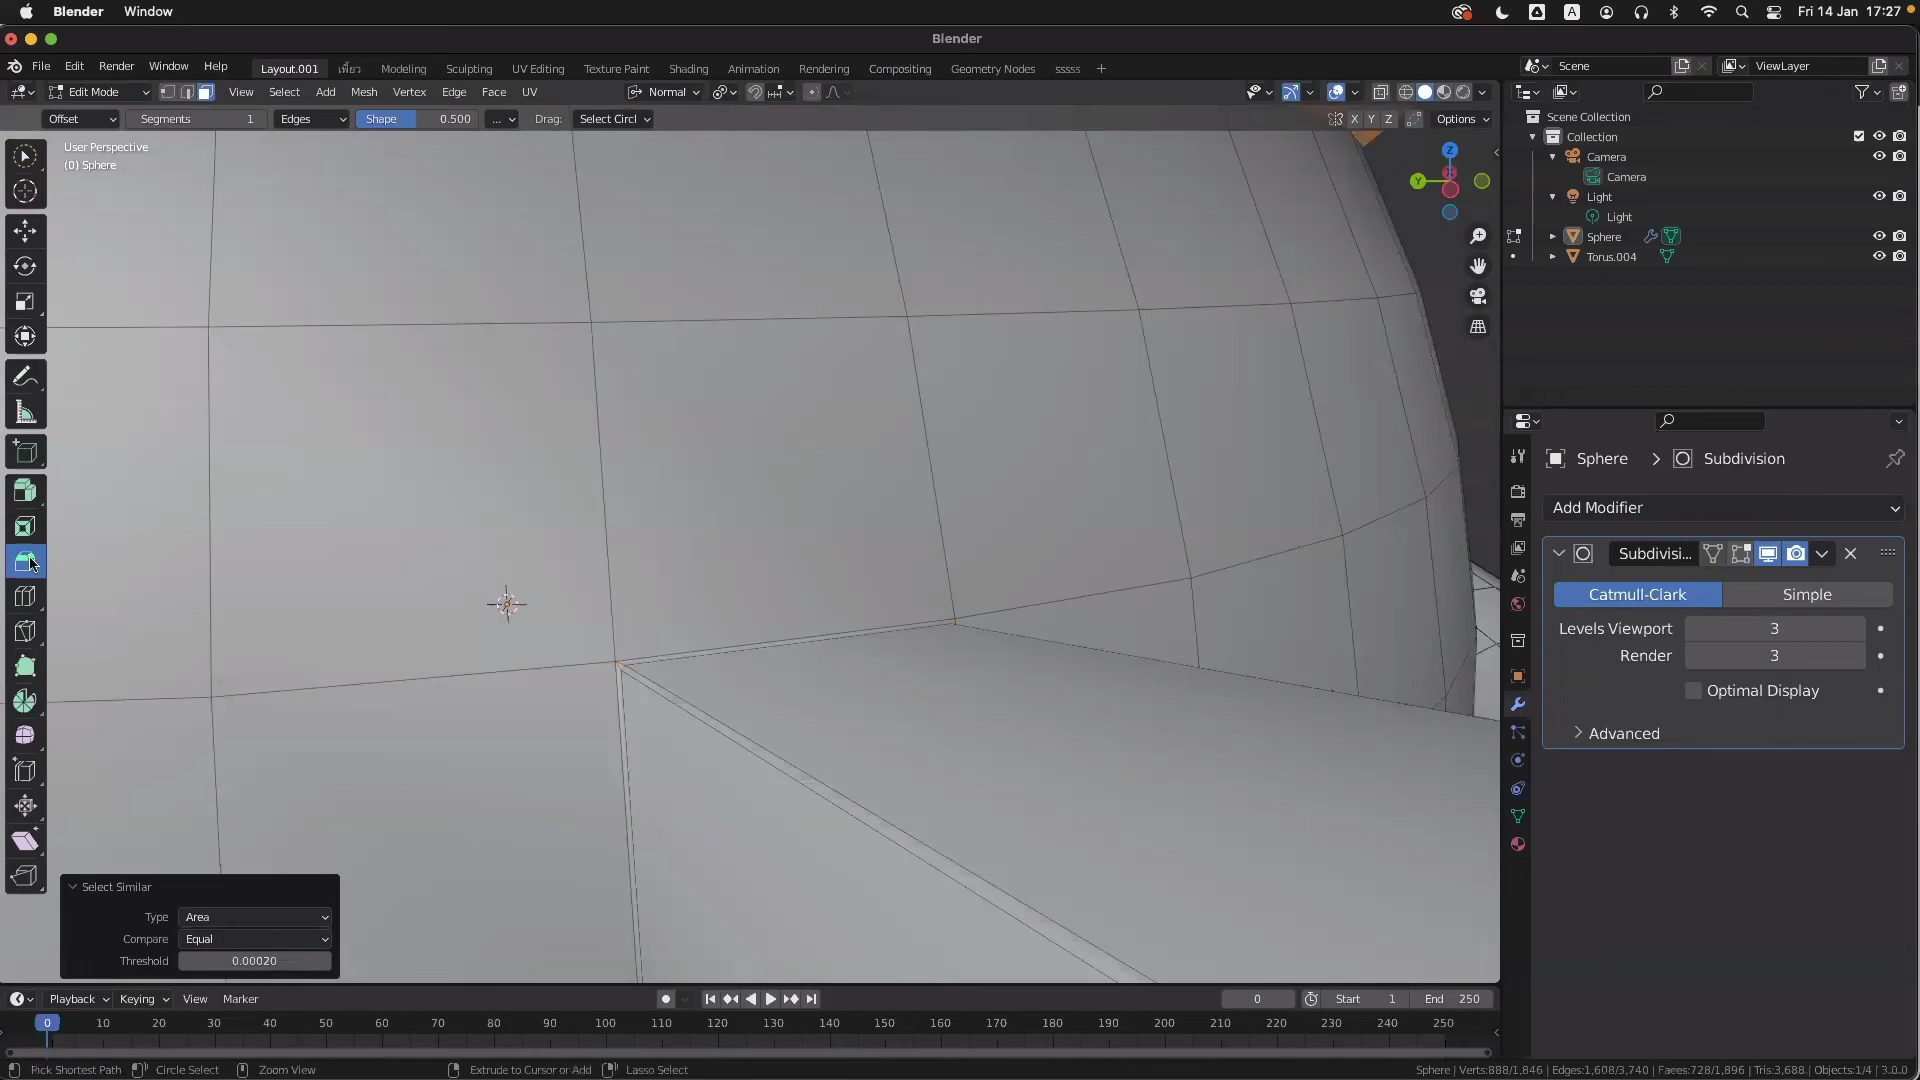 Blender Window Fri 14 Jan 17:27
Blender
File Edit Render Window Help Layout.001 เพี้ยว Modeling Sculpting UV Editing Texture Paint Shading Animation Rendering Compositing Geometry Nodes sssss + Scene ViewLayer
Edit Mode View Select Add Mesh Vertex Edge Face UV Normal
Offset Segments 1 Edges Shape 0.500 ... Drag: Select Circl X Y Z Options
User Perspective
(0) Sphere
Z
Y
Scene Collection
Collection
Camera
Camera
Light
Light
Sphere
Torus.004
Sphere > Subdivision
Add Modifier
Subdivisi...
Catmull-Clark Simple
Levels Viewport 3
Render 3
Optimal Display
Advanced
Select Similar
Type Area
Compare Equal
Threshold 0.00020
Playback Keying View Marker 0 Start 1 End 250
0 10 20 30 40 50 60 70 80 90 100 110 120 130 140 150 160 170 180 190 200 210 220 230 240 250
Pick Shortest Path Circle Select Zoom View Extrude to Cursor or Add Lasso Select Sphere | Verts:888/1,846 | Edges:1,608/3,740 | Faces:728/1,896 | Tris:3,688 | Objects:1/4 | 3.0.0